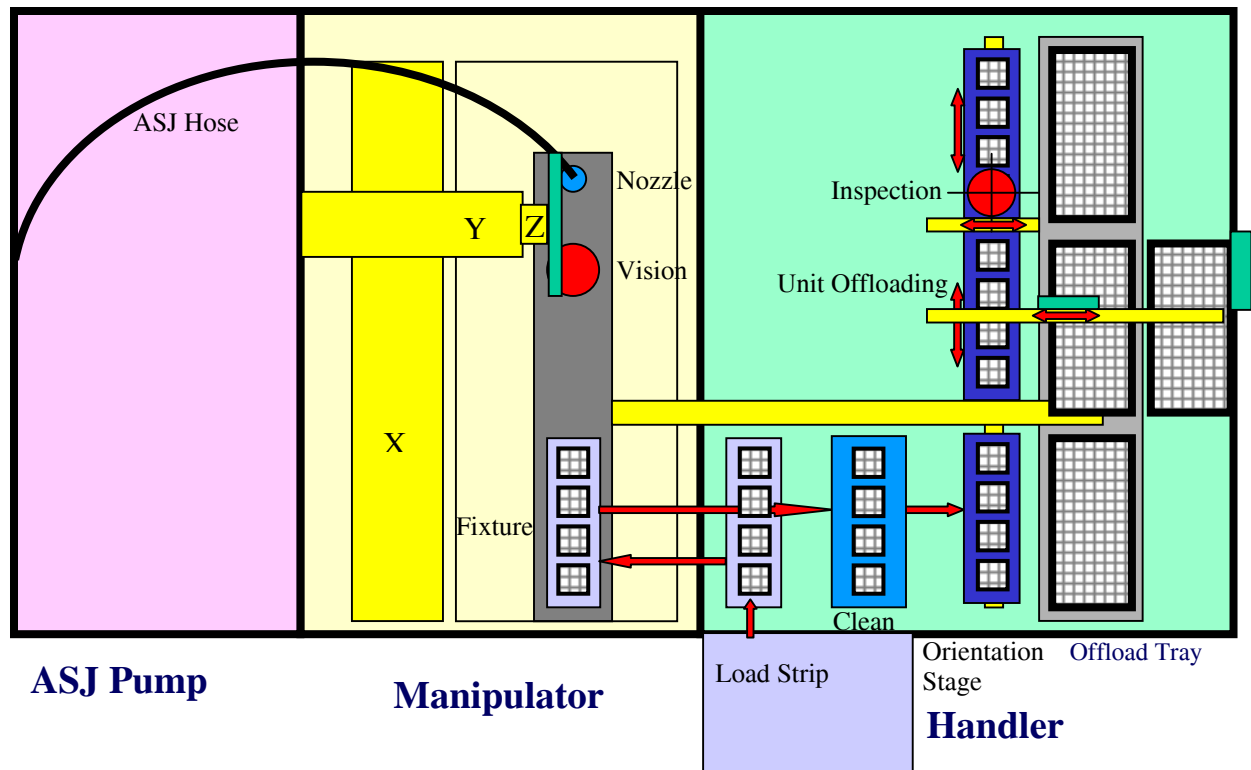 ASJ Hose
Nozzle
Inspection
Y
Z
Vision
Unit Offloading
X
Fixture
Clean
Load Strip
Orientation
Stage
Offload Tray
ASJ Pump
Manipulator
Handler